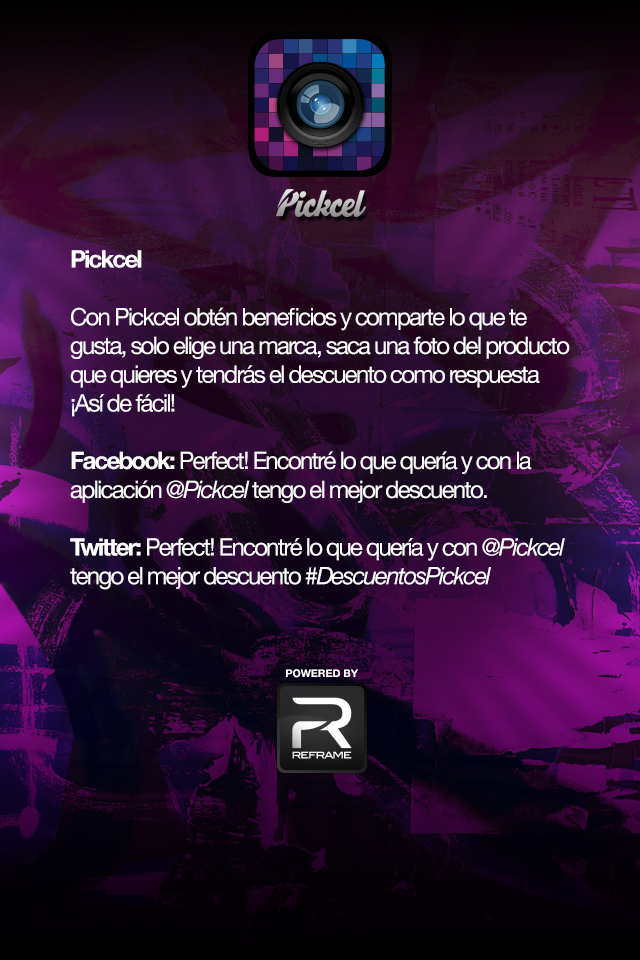 Pickcel
Pickcel
Con Pickcel obtén beneficios y comparte lo que te
gusta, solo elige una marca, saca una foto del producto
que quieres y tendrás el descuento como respuesta
¡Así de fácil!
Facebook: Perfect! Encontré lo que quería y con la
aplicación @Pickcel tengo el mejor descuento.
Twitter: Perfect! Encontré lo que quería y con @Pickcel
tengo el mejor descuento #DescuentosPickcel
POWERED BY
REFRAME